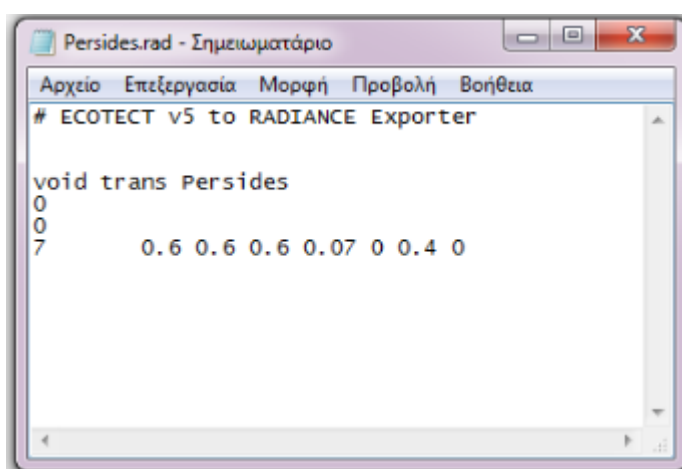 Persides.rad - Σημειωματάριο
Αρχείο Επεξεργασία Μορφή Προβολή Βοήθεια
# ECOTECT v5 to RADIANCE Exporter
void trans Persides
0
0
7 0.6 0.6 0.6 0.07 0 0.4 0